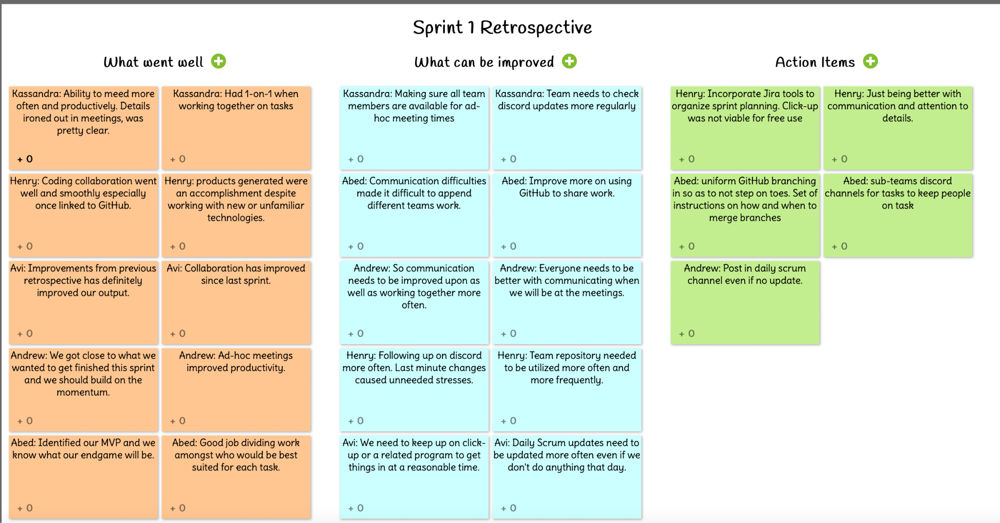 Sprint 1 Retrospective
What went well
Kassandra: Ability to meed more
often and productively. Details
ironed out in meetings, was
pretty clear.
+ 0
Kassandra: Had 1-on-1 when
working together on tasks
+ 0
Henry: Coding collaboration went
well and smoothly especially
once linked to GitHub.
+ 0
Henry: products generated were
an accomplishment despite
working with new or unfamiliar
technologies.
+ 0
Avi: Improvements from previous
retrospective has definitely
improved our output.
+ 0
Avi: Collaboration has improved
since last sprint.
+ 0
Andrew: We got close to what we
wanted to get finished this sprint
and we should build on the
momentum.
+ 0
Andrew: Ad-hoc meetings
improved productivity.
+ 0
Abed: Identified our MVP and we
know what our endgame will be.
+ 0
Abed: Good job dividing work
amongst who would be best
suited for each task.
+ 0
What can be improved
Kassandra: Making sure all team
members are available for ad-
hoc meeting times
+ 0
Kassandra: Team needs to check
discord updates more regularly
+ 0
Abed: Communication difficulties
made it difficult to append
different teams work.
+ 0
Abed: Improve more on using
GitHub to share work.
+ 0
Andrew: So communication
needs to be improved upon as
well as working together more
often.
+ 0
Andrew: Everyone needs to be
better with communicating when
we will be at the meetings.
+ 0
Henry: Following up on discord
more often. Last minute changes
caused unneeded stresses.
+ 0
Henry: Team repository needed
to be utilized more often and
more frequently.
+ 0
Avi: We need to keep up on click-
up or a related program to get
things in at a reasonable time.
+ 0
Avi: Daily Scrum updates need to
be updated more often even if we
don't do anything that day.
+ 0
Action Items
Henry: Incorporate Jira tools to
organize sprint planning. Click-up
was not viable for free use
+ 0
Henry: Just being better with
communication and attention to
details.
+ 0
Abed: uniform GitHub branching
in so as to not step on toes. Set of
instructions on how and when to
merge branches
+ 0
Abed: sub-teams discord
channels for tasks to keep people
on task
+ 0
Andrew: Post in daily scrum
channel even if no update.
+ 0